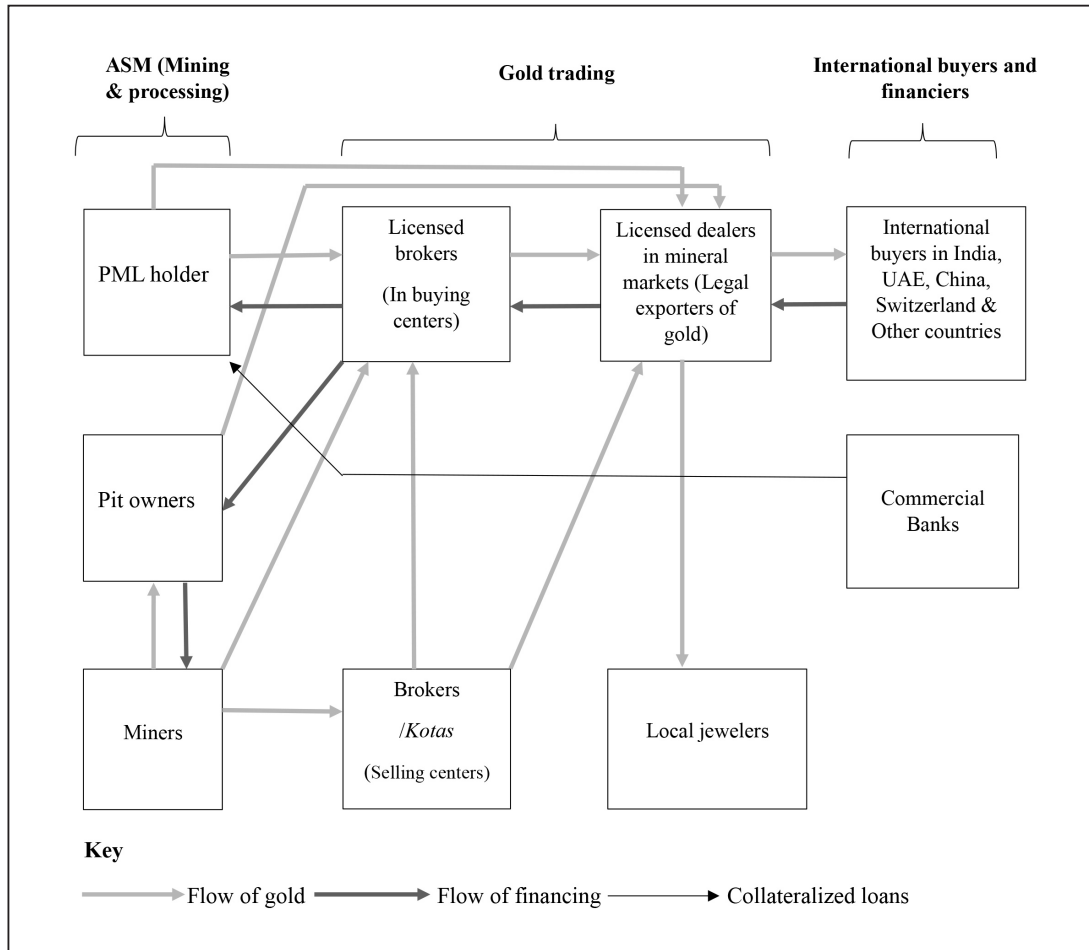 ASM (Mining
& processing)
Gold trading
International buyers and
financiers
PML holder
Licensed
brokers
(In buying
centers)
Licensed dealers
in mineral
markets (Legal
exporters of
gold)
International
buyers in India,
UAE, China,
Switzerland &
Other countries
Pit owners
Commercial
Banks
Miners
Brokers
/Kotas
(Selling centers)
Local jewelers
Key
Flow of gold
Flow of financing
Collateralized loans